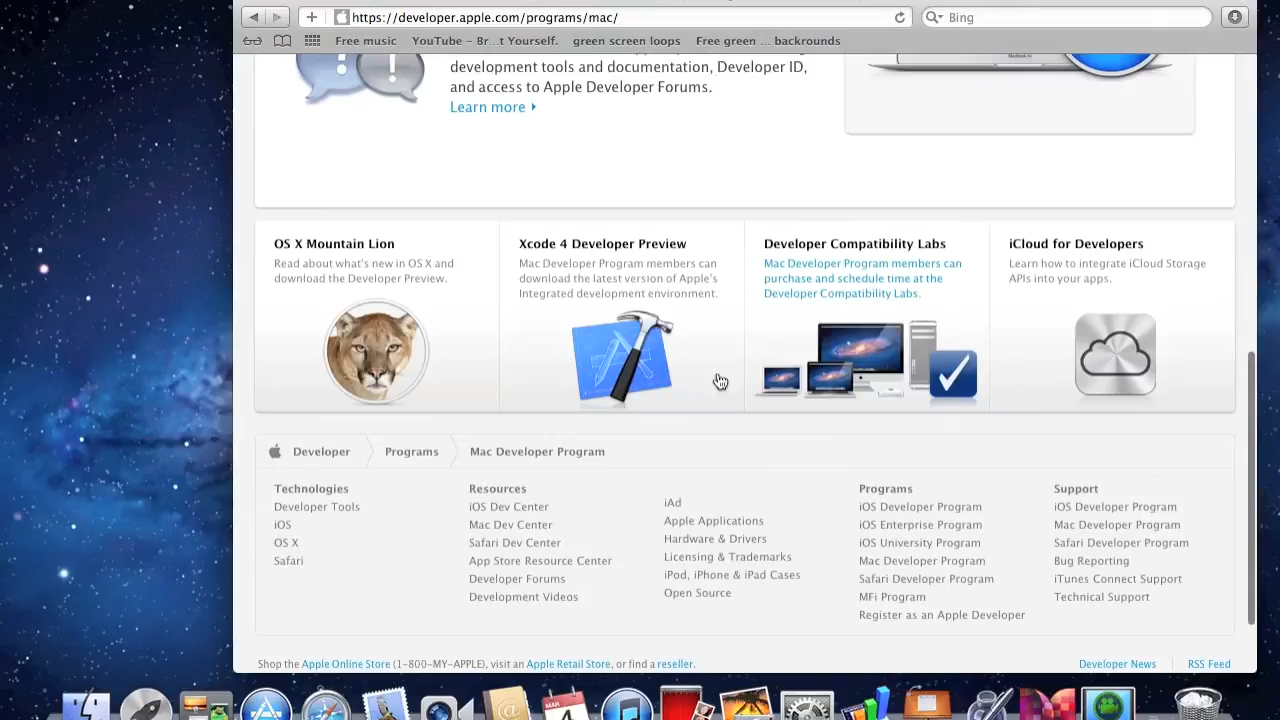 https://developer.apple.com/programs/mac/
Bing
Free music
YouTube - Br...t Yourself.
green screen loops
Free green ... backrounds
development tools and documentation, Developer ID,
and access to Apple Developer Forums.
Learn more
OS X Mountain Lion
Read about what's new in OS X and
download the Developer Preview.
Xcode 4 Developer Preview
Mac Developer Program members can
download the latest version of Apple's
Integrated development environment.
Developer Compatibility Labs
Mac Developer Program members can
purchase and schedule time at the
Developer Compatibility Labs.
iCloud for Developers
Learn how to integrate iCloud Storage
APIs into your apps.
Developer
Programs
Mac Developer Program
Technologies
Developer Tools
iOS
OS X
Safari
Resources
iOS Dev Center
Mac Dev Center
Safari Dev Center
App Store Resource Center
Developer Forums
Development Videos
iAd
Apple Applications
Hardware & Drivers
Licensing & Trademarks
iPod, iPhone & iPad Cases
Open Source
Programs
iOS Developer Program
iOS Enterprise Program
iOS University Program
Mac Developer Program
Safari Developer Program
MFi Program
Register as an Apple Developer
Support
iOS Developer Program
Mac Developer Program
Safari Developer Program
Bug Reporting
iTunes Connect Support
Technical Support
Shop the Apple Online Store (1-800-MY-APPLE), visit an Apple Retail Store, or find a reseller.
Developer News
RSS Feed
MAR
4